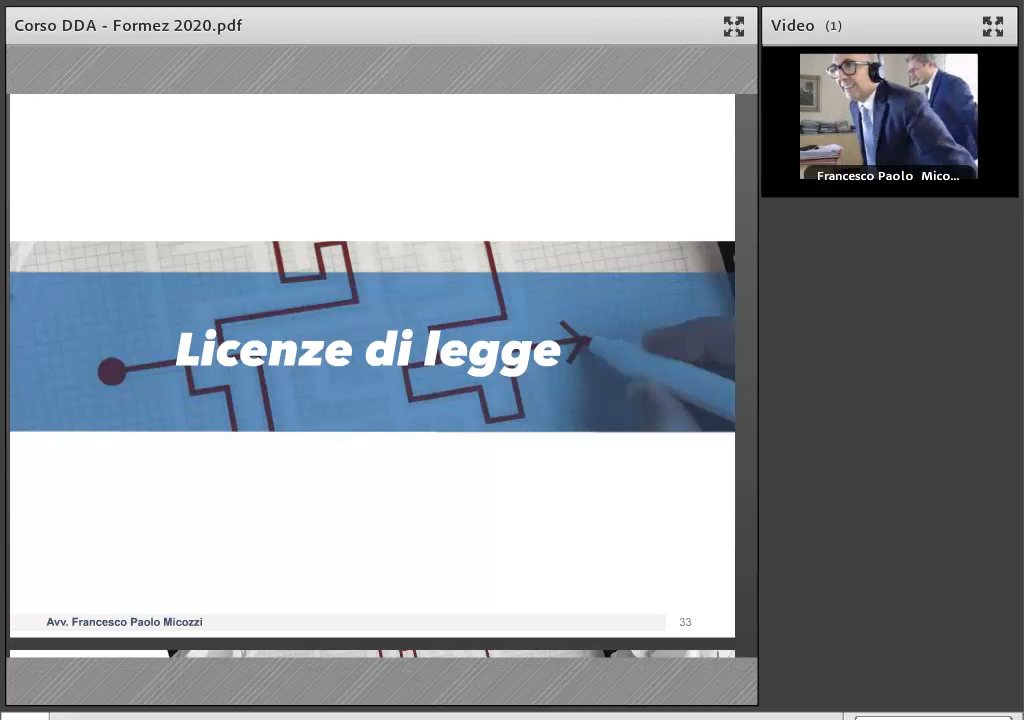 Corso DDA - Formez 2020.pdf
Video (1)
Francesco Paolo Mico...
Licenze di legge
Avv. Francesco Paolo Micozzi
33